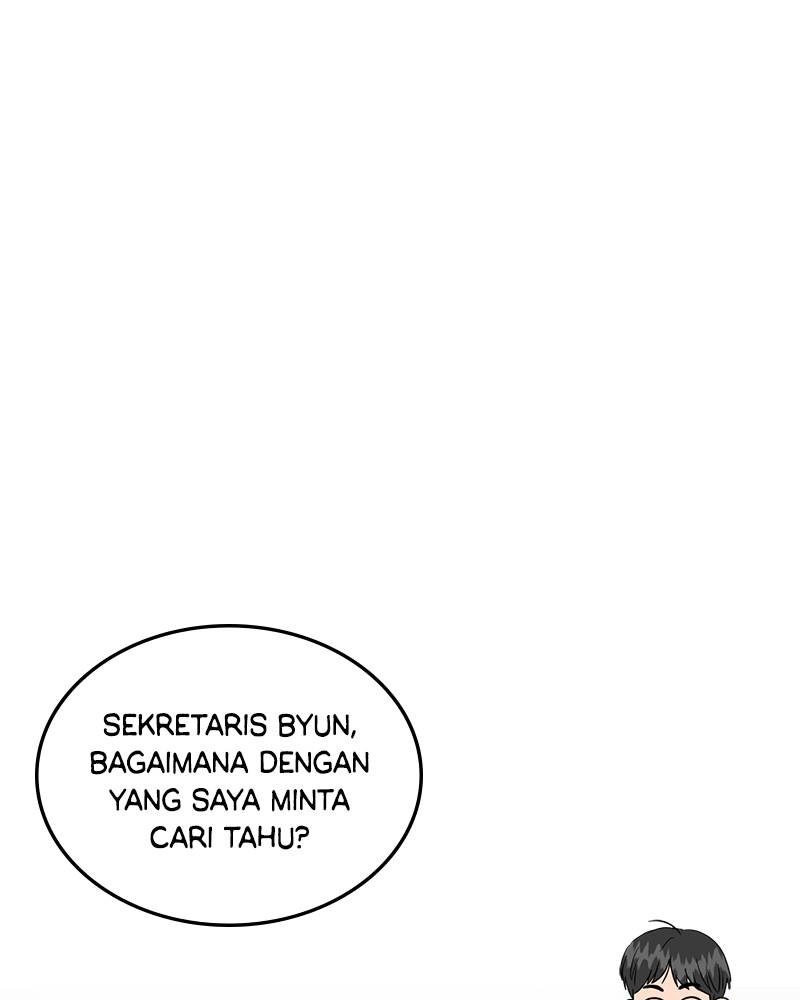 SEKRETARIS BYUN,
BAGAIMANA DENGAN
YANG SAYA MINTA
CARI TAHU?